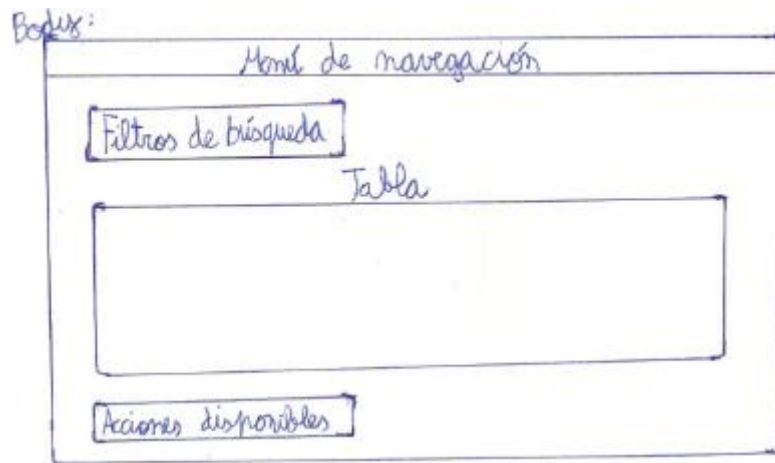 Body:
Menú de navegación
Filtros de búsqueda
Tabla
Acciones disponibles